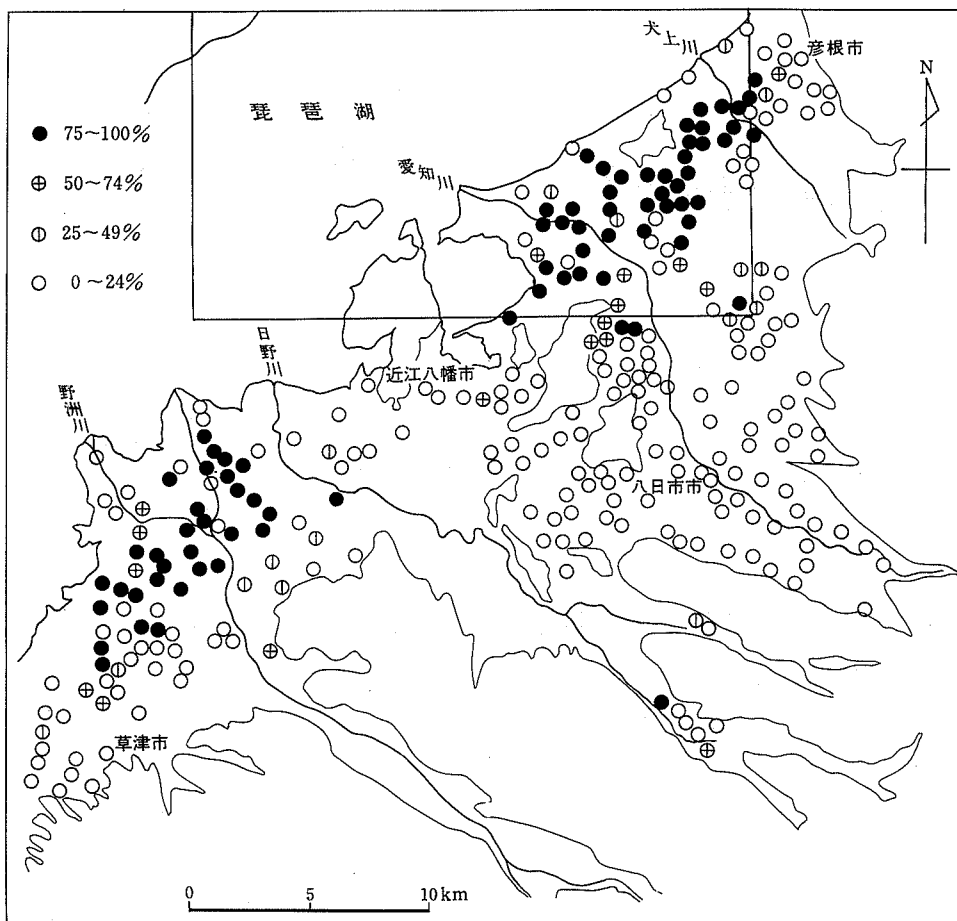 犬上川
彦根市
N
琵琶湖
75~100%
50~74%
25~49%
0~24%
愛知川
日野川
近江八幡市
野洲川
八日市市
草津市
0 5 10km